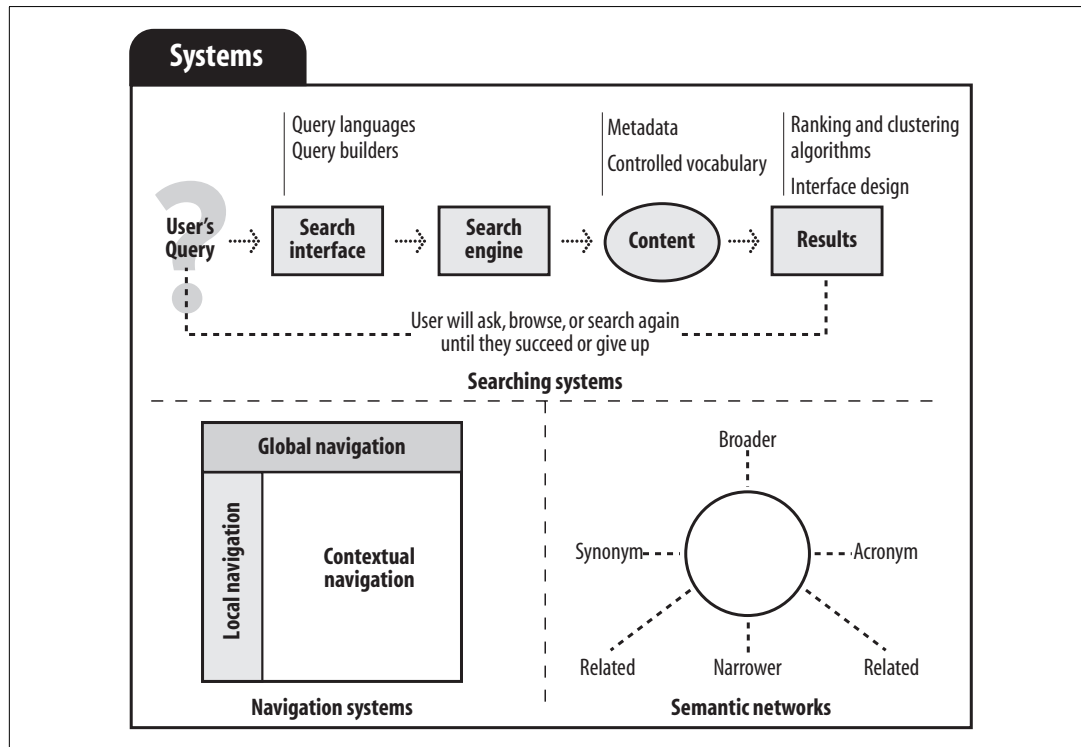 Systems
Query languages
Query builders
Metadata
Controlled vocabulary
Ranking and clustering
algorithms
Interface design
?
User's
Query
Search
interface
Search
engine
Content
Results
User will ask, browse, or search again
until they succeed or give up
Searching systems
Global navigation
Local navigation
Contextual
navigation
Navigation systems
Broader
Synonym
Acronym
Related
Narrower
Related
Semantic networks